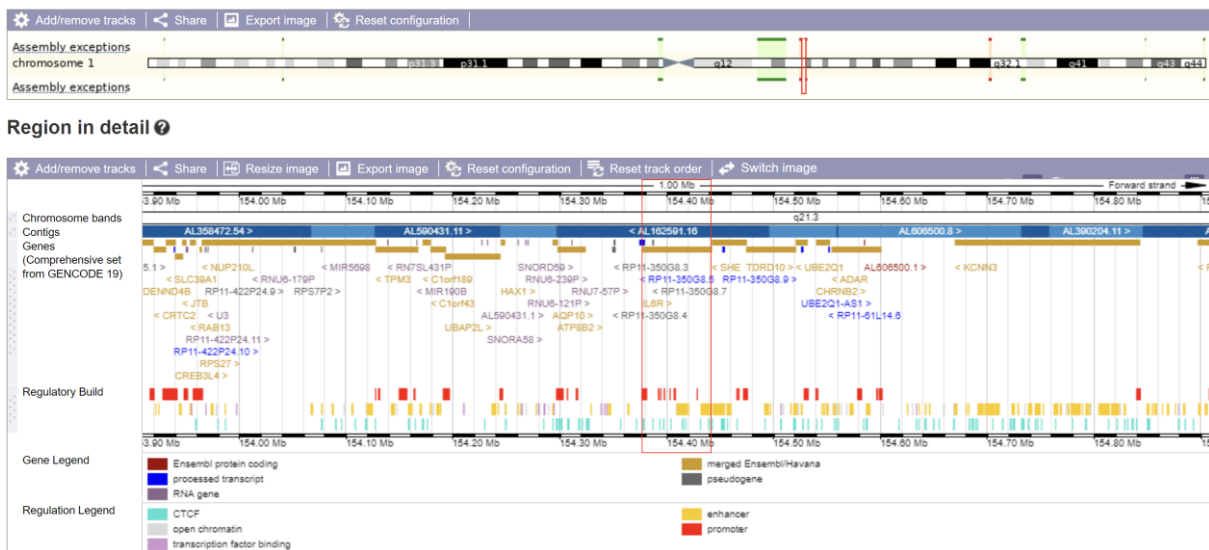 Add/remove tracks Share Export image Reset configuration
Assembly exceptions
chromosome 1 p31.3 p31.1 q12 q32.1 q41 q43 q44
Assembly exceptions
Region in detail
Add/remove tracks Share Resize image Export image Reset configuration Reset track order Switch image
1.00 Mb Forward strand
3.90 Mb 154.00 Mb 154.10 Mb 154.20 Mb 154.30 Mb 154.40 Mb 154.50 Mb 154.60 Mb 154.70 Mb 154.80 Mb
Chromosome bands q21.3
Contigs AL358472.54 > AL590431.11 > < AL162591.16 AL606500.8 > AL390204.11 >
Genes
(Comprehensive set
from GENCODE 19)
5.1 > < NUP210L < MIR5698 < RN7SL431P SNORD59 > < RP11-350G8.3 < SHE TDRD10 > < UBE2Q1 AL606500.1 > < KCNN3
< SLC39A1 < RNU6-179P < TPM3 < C1orf189 RNU6-239P > < RP11-350G8.5 RP11-350G8.9 > < ADAR
DENND4B RP11-422P24.9 > RPS7P2 > < MIR190B HAX1 > RNU7-57P > < RP11-350G8.7 CHRNB2 >
< JTB < C1orf43 RNU6-121P > IL6R > UBE2Q1-AS1 >
< CRTC2 < U3 AL590431.1 > AQP10 > < RP11-350G8.4 < RP11-61L14.6
< RAB13 UBAP2L > ATP8B2 >
RP11-422P24.11 > SNORA58 >
RP11-422P24.10 >
RPS27 >
CREB3L4 >
Regulatory Build
3.90 Mb 154.00 Mb 154.10 Mb 154.20 Mb 154.30 Mb 154.40 Mb 154.50 Mb 154.60 Mb 154.70 Mb 154.80 Mb
Gene Legend Ensembl protein coding merged Ensembl/Havana
processed transcript pseudogene
RNA gene
Regulation Legend CTCF enhancer
open chromatin promoter
transcription factor binding